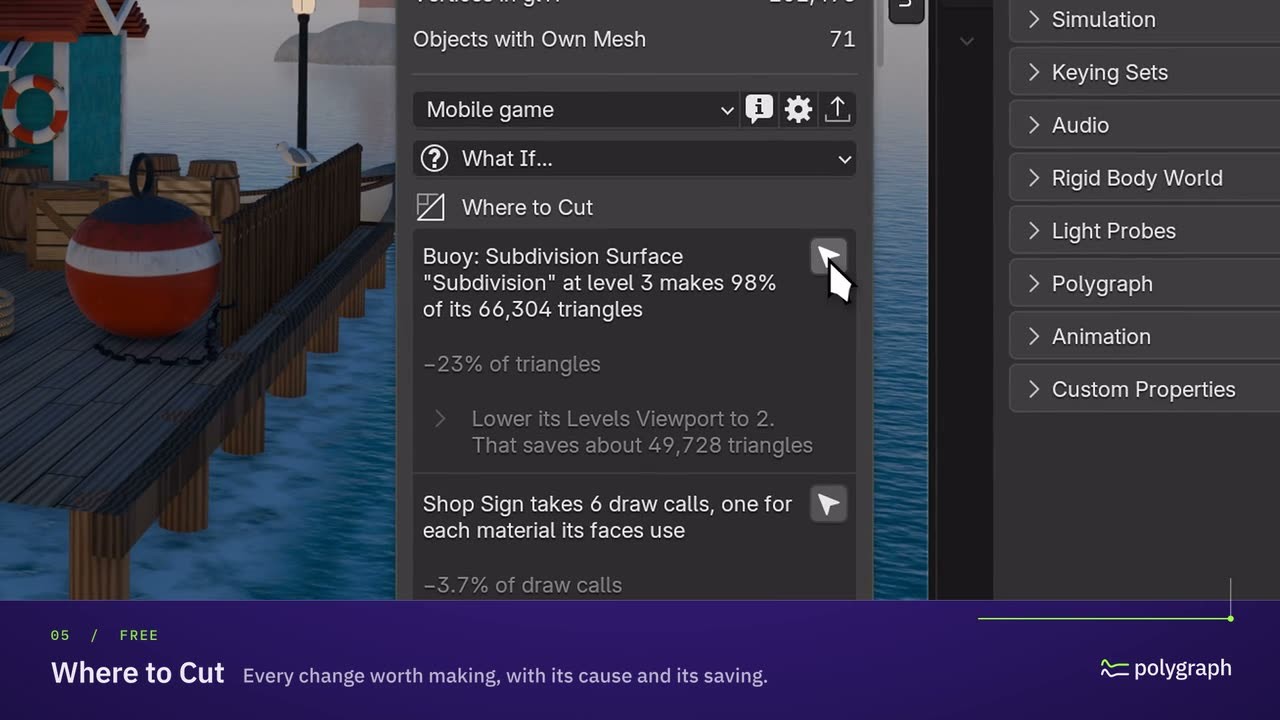 Objects with Own Mesh 71
Mobile game
What If...
Where to Cut
Buoy: Subdivision Surface
"Subdivision" at level 3 makes 98%
of its 66,304 triangles
−23% of triangles
Lower its Levels Viewport to 2.
That saves about 49,728 triangles
Shop Sign takes 6 draw calls, one for
each material its faces use
−3.7% of draw calls
Simulation
Keying Sets
Audio
Rigid Body World
Light Probes
Polygraph
Animation
Custom Properties
05 / FREE
Where to Cut Every change worth making, with its cause and its saving.
polygraph